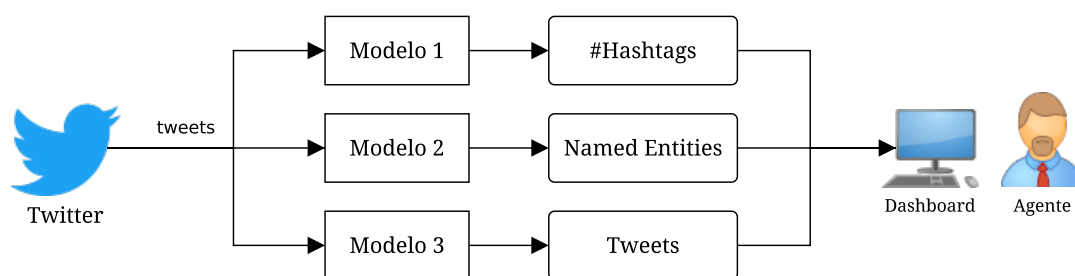 Modelo 1
#Hashtags
tweets
Modelo 2
Named Entities
Twitter
Dashboard
Agente
Modelo 3
Tweets